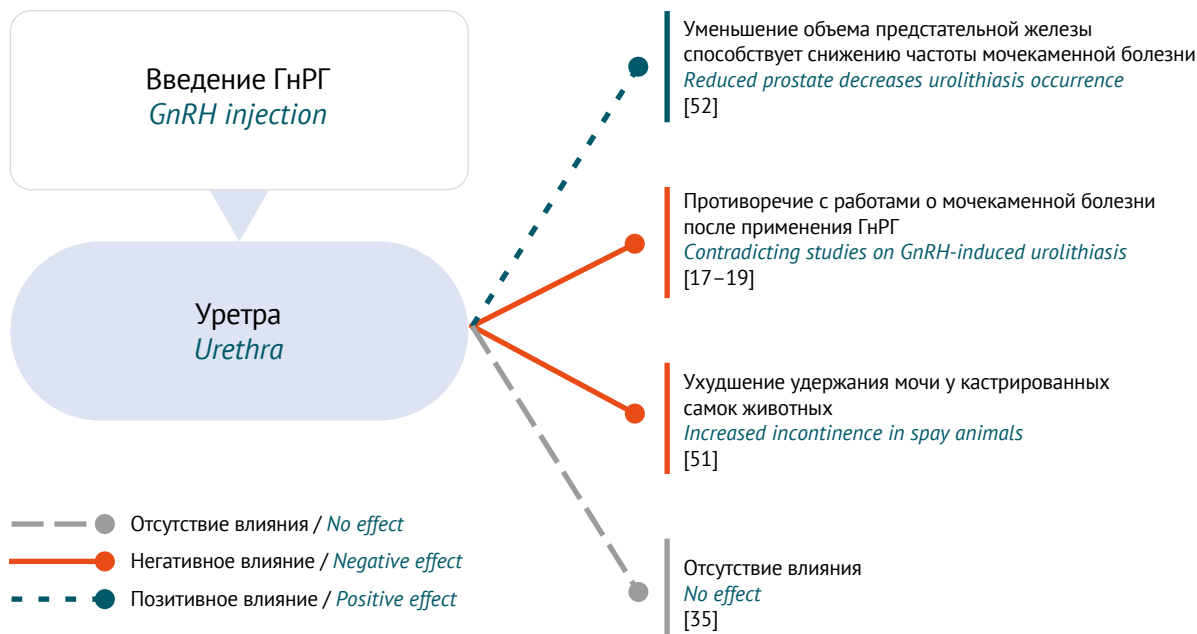 Введение ГнРГ
GnRH injection
Уретра
Urethra
Уменьшение объема предстательной железы
способствует снижению частоты мочекаменной болезни
Reduced prostate decreases urolithiasis occurrence
[52]
Противоречие с работами о мочекаменной болезни
после применения ГнРГ
Contradicting studies on GnRH-induced urolithiasis
[17–19]
Ухудшение удержания мочи у кастрированных
самок животных
Increased incontinence in spay animals
[51]
Отсутствие влияния
No effect
[35]
Отсутствие влияния / No effect
Негативное влияние / Negative effect
Позитивное влияние / Positive effect